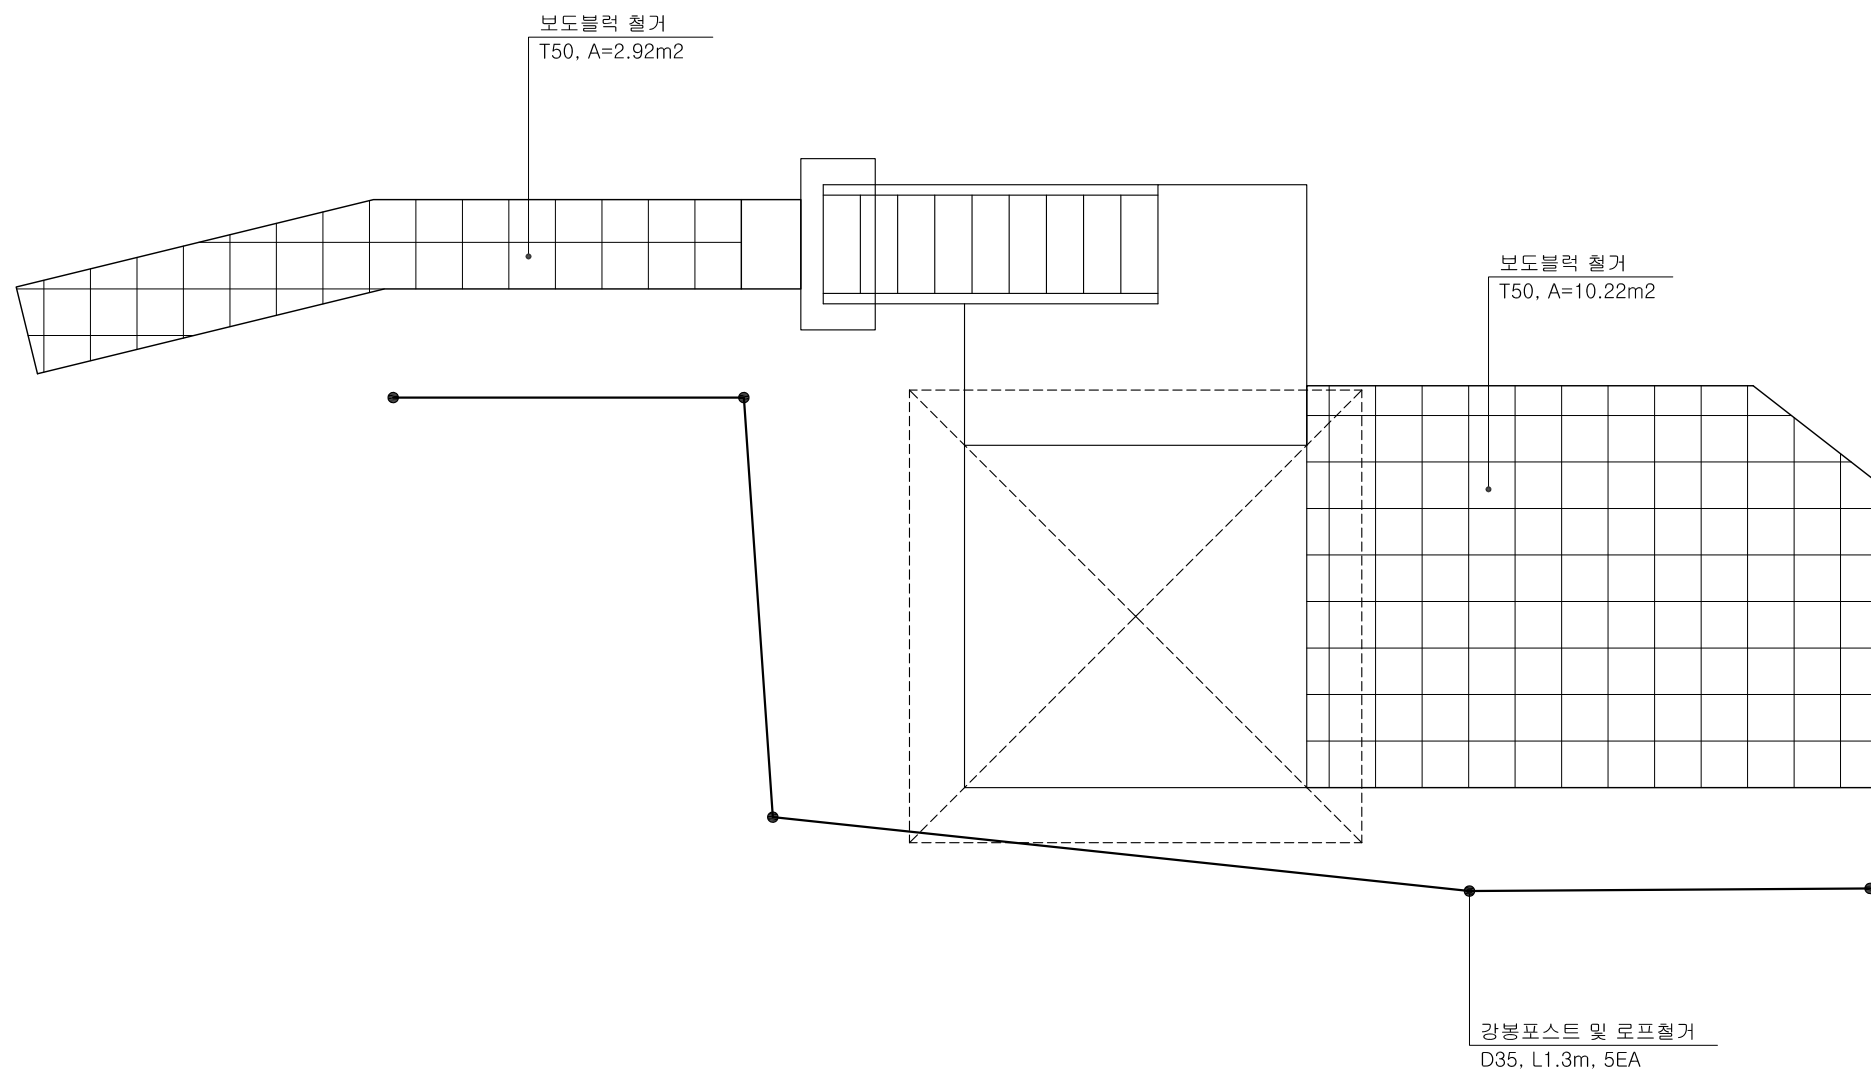 보도블럭 철거
T50, A=2.92m2
보도블럭 철거
T50, A=10.22m2
강봉포스트 및 로프철거
D35, L1.3m, 5EA